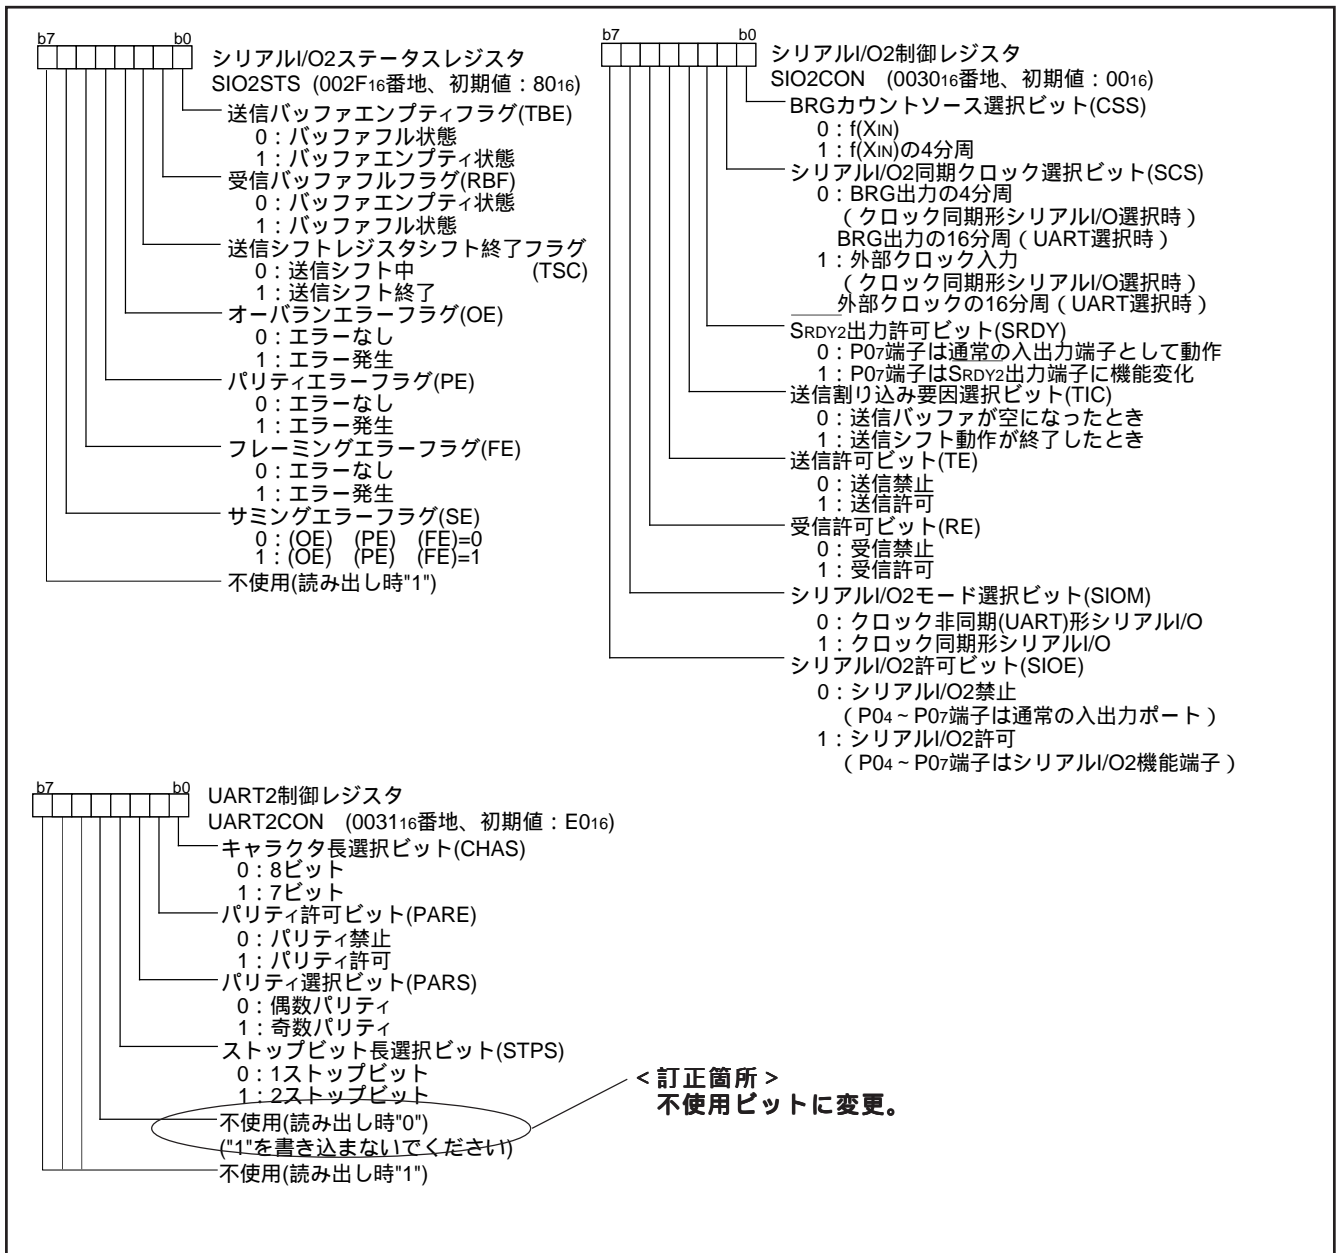 b7 b0
シリアルI/O2ステータスレジスタ
SIO2STS (002F16番地、初期値：8016)
送信バッファエンプティフラグ(TBE)
0：バッファフル状態
1：バッファエンプティ状態
受信バッファフルフラグ(RBF)
0：バッファエンプティ状態
1：バッファフル状態
送信シフトレジスタシフト終了フラグ
0：送信シフト中 (TSC)
1：送信シフト終了
オーバランエラーフラグ(OE)
0：エラーなし
1：エラー発生
パリティエラーフラグ(PE)
0：エラーなし
1：エラー発生
フレーミングエラーフラグ(FE)
0：エラーなし
1：エラー発生
サミングエラーフラグ(SE)
0：(OE) (PE) (FE)=0
1：(OE) (PE) (FE)=1
不使用(読み出し時"1")
b7 b0
シリアルI/O2制御レジスタ
SIO2CON (003016番地、初期値：0016)
BRGカウントソース選択ビット(CSS)
0：f(XIN)
1：f(XIN)の4分周
シリアルI/O2同期クロック選択ビット(SCS)
0：BRG出力の4分周
（クロック同期形シリアルI/O選択時）
BRG出力の16分周（UART選択時）
1：外部クロック入力
（クロック同期形シリアルI/O選択時）
外部クロックの16分周（UART選択時）
SRDY2出力許可ビット(SRDY)
0：P07端子は通常の入出力端子として動作
1：P07端子はSRDY2出力端子に機能変化
送信割り込み要因選択ビット(TIC)
0：送信バッファが空になったとき
1：送信シフト動作が終了したとき
送信許可ビット(TE)
0：送信禁止
1：送信許可
受信許可ビット(RE)
0：受信禁止
1：受信許可
シリアルI/O2モード選択ビット(SIOM)
0：クロック非同期(UART)形シリアルI/O
1：クロック同期形シリアルI/O
シリアルI/O2許可ビット(SIOE)
0：シリアルI/O2禁止
（P04～P07端子は通常の入出力ポート）
1：シリアルI/O2許可
（P04～P07端子はシリアルI/O2機能端子）
b7 b0
UART2制御レジスタ
UART2CON (003116番地、初期値：E016)
キャラクタ長選択ビット(CHAS)
0：8ビット
1：7ビット
パリティ許可ビット(PARE)
0：パリティ禁止
1：パリティ許可
パリティ選択ビット(PARS)
0：偶数パリティ
1：奇数パリティ
ストップビット長選択ビット(STPS)
0：1ストップビット
1：2ストップビット
不使用(読み出し時"0")
("1"を書き込まないでください)
不使用(読み出し時"1")
＜訂正箇所＞
不使用ビットに変更。